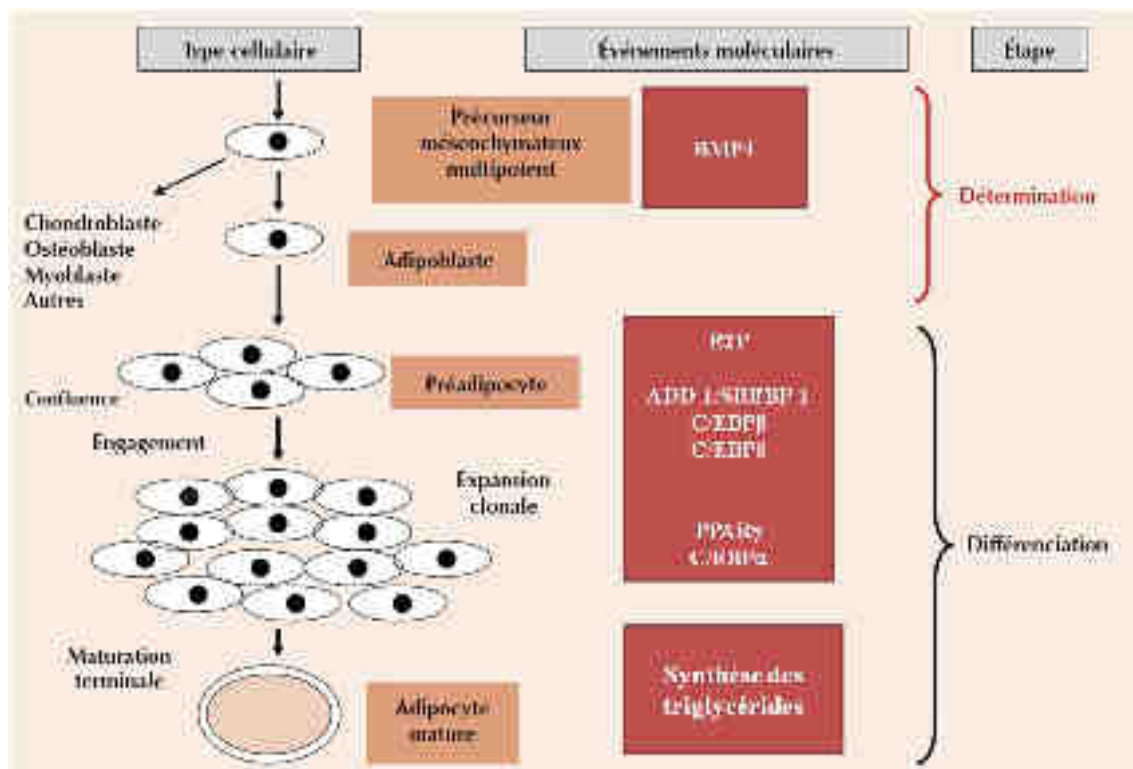 Type cellulaire
Événements moléculaires
Étape
Précurseur
mésenchymateux
multipotent
BMP4
Détermination
Chondroblaste
Ostéoblaste
Myoblaste
Autres
Adipoblaste
Préadipocyte
Confluence
Engagement
ADD 1/SREBP 1
C/EBPβ
C/EBPδ
Expansion
clonale
PPARγ
C/EBPα
Différenciation
Maturation
terminale
Adipocyte
mature
Synthèse des
triglycérides